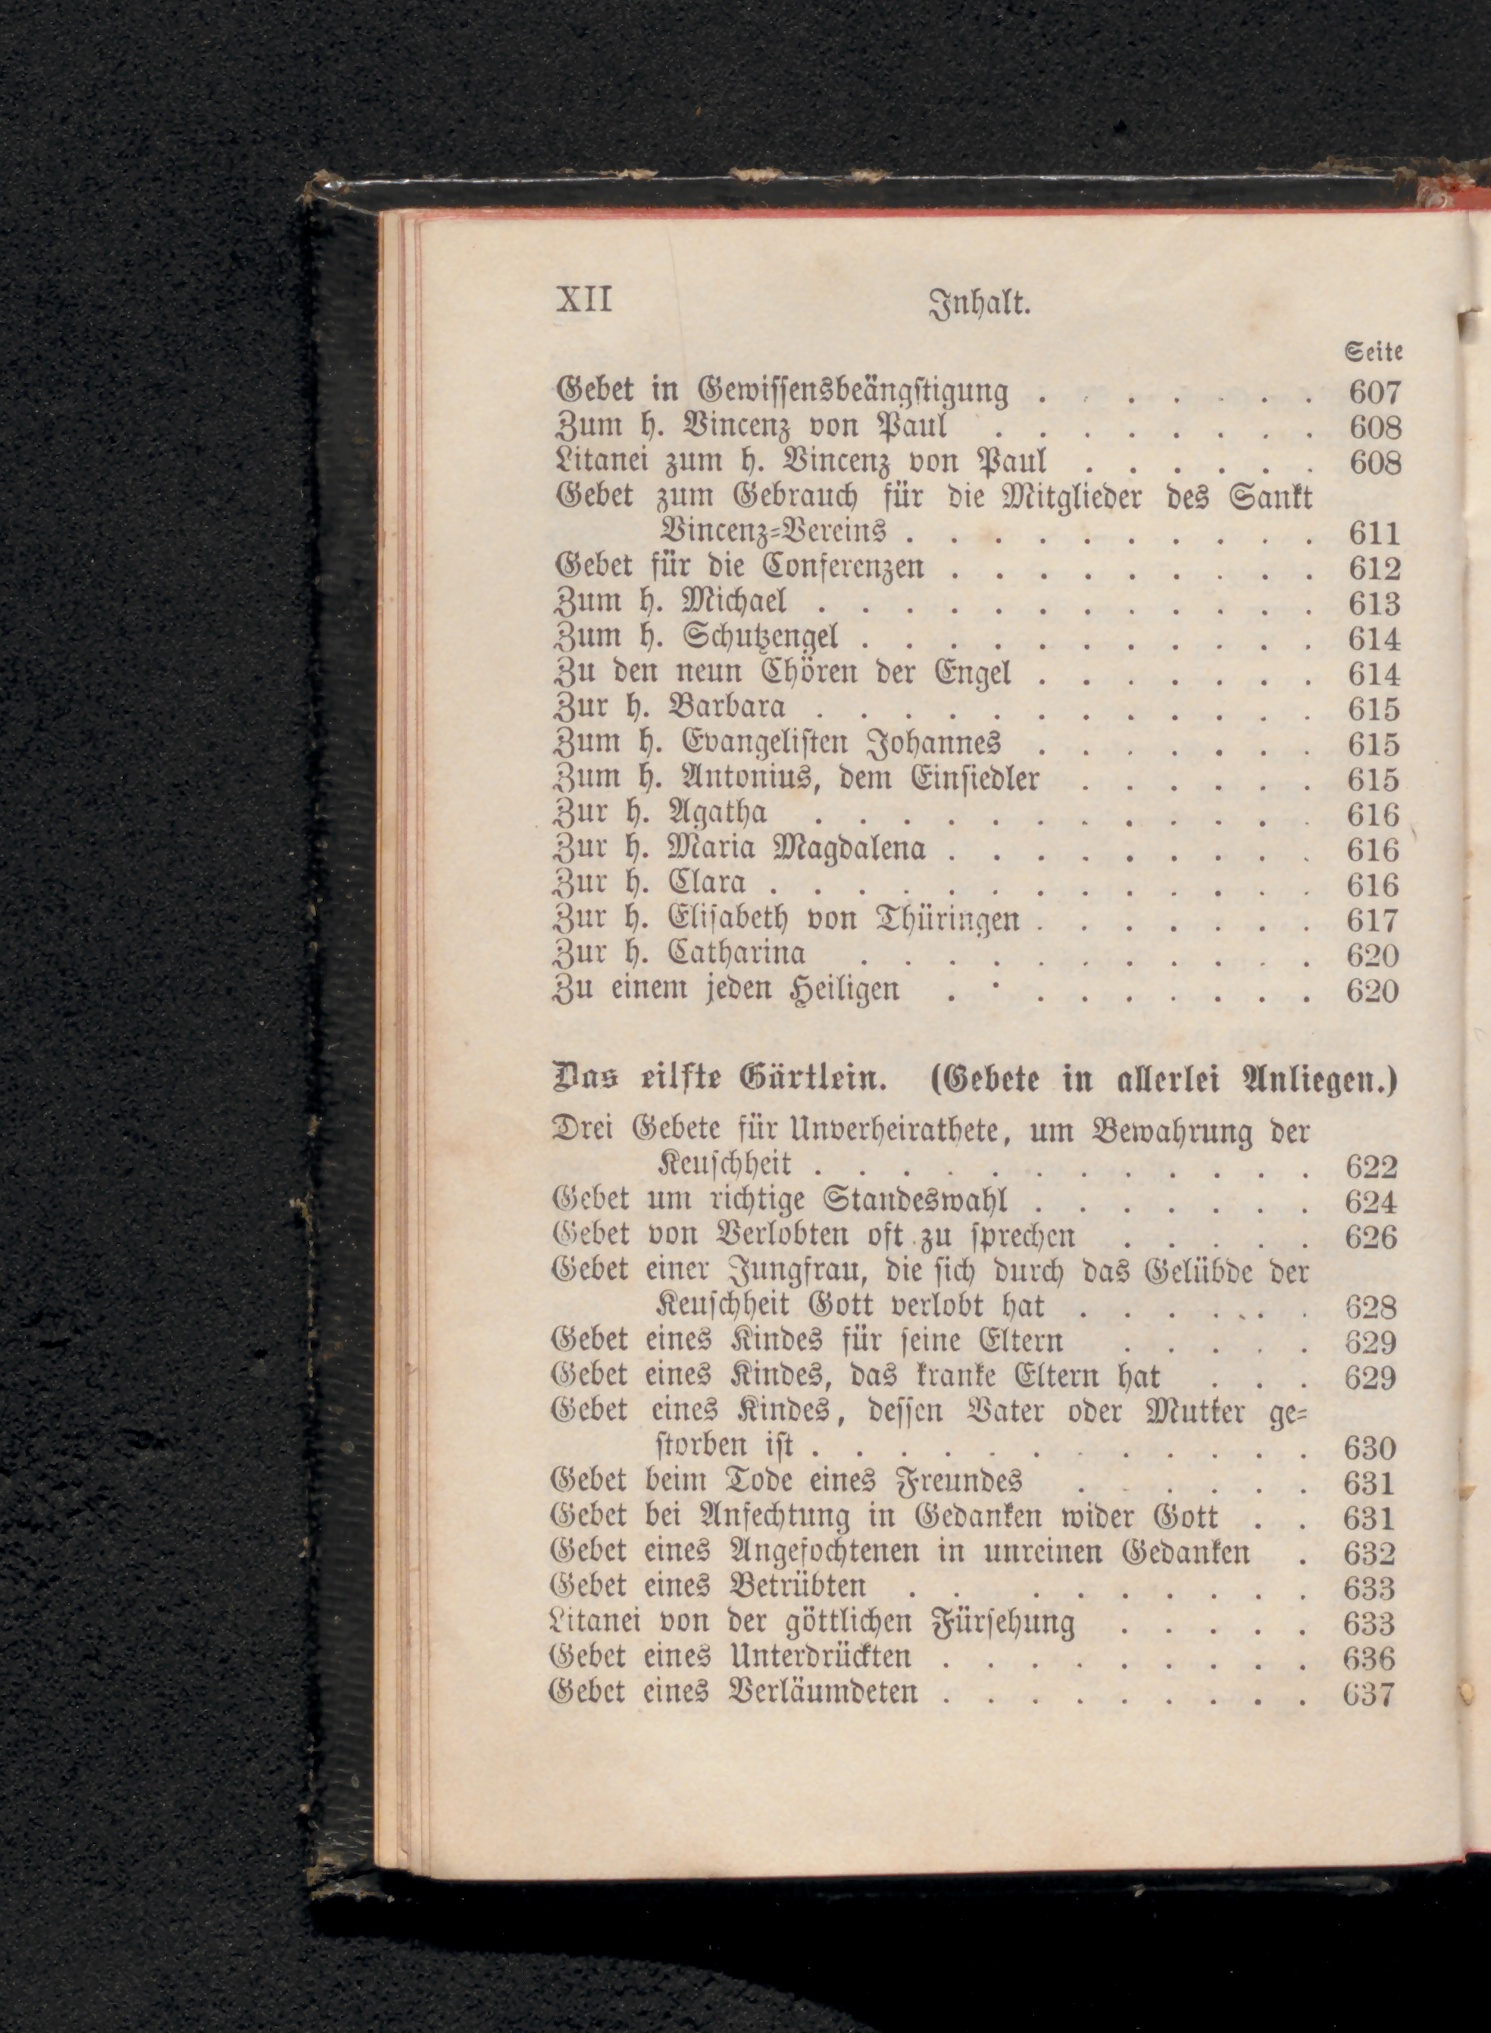 XII Inhalt.
Seite
Gebet in Gewissensbeängstigung . . . . . . . 607
Zum h. Vincenz von Paul . . . . . . . . 608
Litanei zum h. Vincenz von Paul . . . . . . 608
Gebet zum Gebrauch für die Mitglieder des Sankt
Vincenz-Vereins . . . . . . . . . . 611
Gebet für die Conferenzen . . . . . . . . . 612
Zum h. Michael . . . . . . . . . . . . 613
Zum h. Schutzengel . . . . . . . . . . . 614
Zu den neun Chören der Engel . . . . . . . 614
Zur h. Barbara . . . . . . . . . . . . 615
Zum h. Evangelisten Johannes . . . . . . . 615
Zum h. Antonius, dem Einsiedler . . . . . . 615
Zur h. Agatha . . . . . . . . . . . . 616
Zur h. Maria Magdalena . . . . . . . . . 616
Zur h. Clara . . . . . . . . . . . . . 616
Zur h. Elisabeth von Thüringen . . . . . . . 617
Zur h. Catharina . . . . . . . . . . . 620
Zu einem jeden Heiligen . . . . . . . . . 620
Das eilfte Gärtlein. (Gebete in allerlei Anliegen.)
Drei Gebete für Unverheirathete, um Bewahrung der
Keuschheit . . . . . . . . . . . . 622
Gebet um richtige Standeswahl . . . . . . . 624
Gebet von Verlobten oft zu sprechen . . . . . 626
Gebet einer Jungfrau, die sich durch das Gelübde der
Keuschheit Gott verlobt hat . . . . . . 628
Gebet eines Kindes für seine Eltern . . . . . 629
Gebet eines Kindes, das kranke Eltern hat . . . 629
Gebet eines Kindes, dessen Vater oder Mutter ge-
storben ist . . . . . . . . . . . . 630
Gebet beim Tode eines Freundes . . . . . . 631
Gebet bei Anfechtung in Gedanken wider Gott . . 631
Gebet eines Angefochtenen in unreinen Gedanken . 632
Gebet eines Betrübten . . . . . . . . . 633
Litanei von der göttlichen Fürsehung . . . . . 633
Gebet eines Unterdrückten . . . . . . . . . 636
Gebet eines Verläumdeten . . . . . . . . . 637